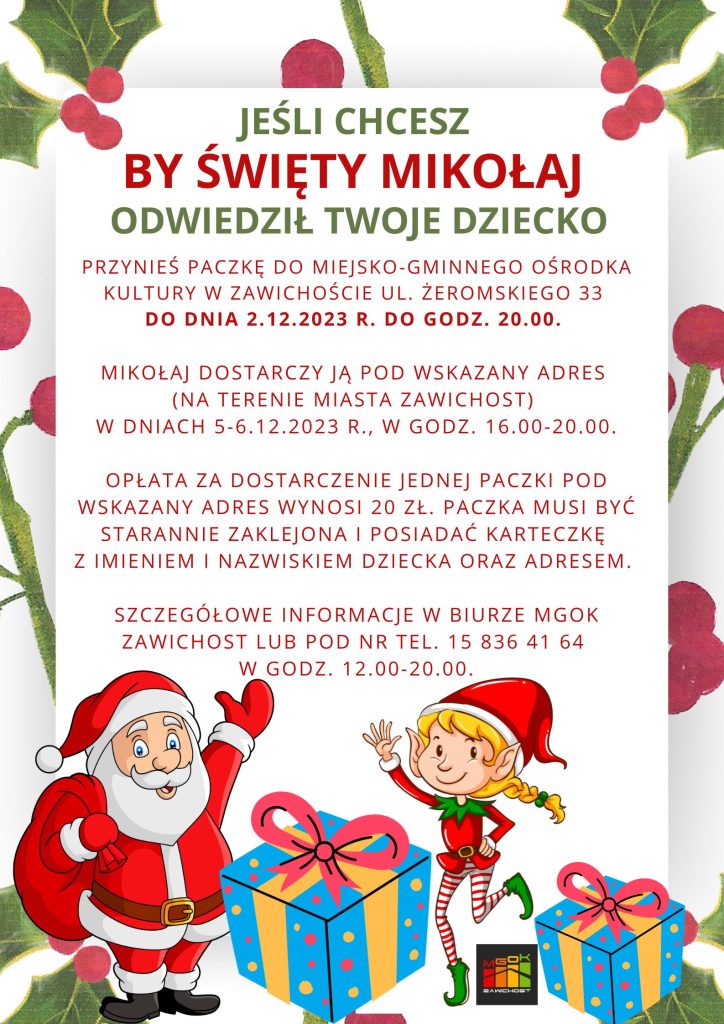 JEŚLI CHCESZ
BY ŚWIĘTY MIKOŁAJ
ODWIEDZIŁ TWOJE DZIECKO
PRZYNIEŚ PACZKĘ DO MIEJSKO-GMINNEGO OŚRODKA
KULTURY W ZAWICHOŚCIE UL. ŻEROMSKIEGO 33
DO DNIA 2.12.2023 R. DO GODZ. 20.00.
MIKOŁAJ DOSTARCZY JĄ POD WSKAZANY ADRES
(NA TERENIE MIASTA ZAWICHOST)
W DNIACH 5-6.12.2023 R., W GODZ. 16.00-20.00.
OPŁATA ZA DOSTARCZENIE JEDNEJ PACZKI POD
WSKAZANY ADRES WYNOSI 20 ZŁ. PACZKA MUSI BYĆ
STARANNIE ZAKLEJONA I POSIADAĆ KARTECZKĘ
Z IMIENIEM I NAZWISKIEM DZIECKA ORAZ ADRESEM.
SZCZEGÓŁOWE INFORMACJE W BIURZE MGOK
ZAWICHOST LUB POD NR TEL. 15 836 41 64
W GODZ. 12.00-20.00.
MGOK
ZAWICHOST